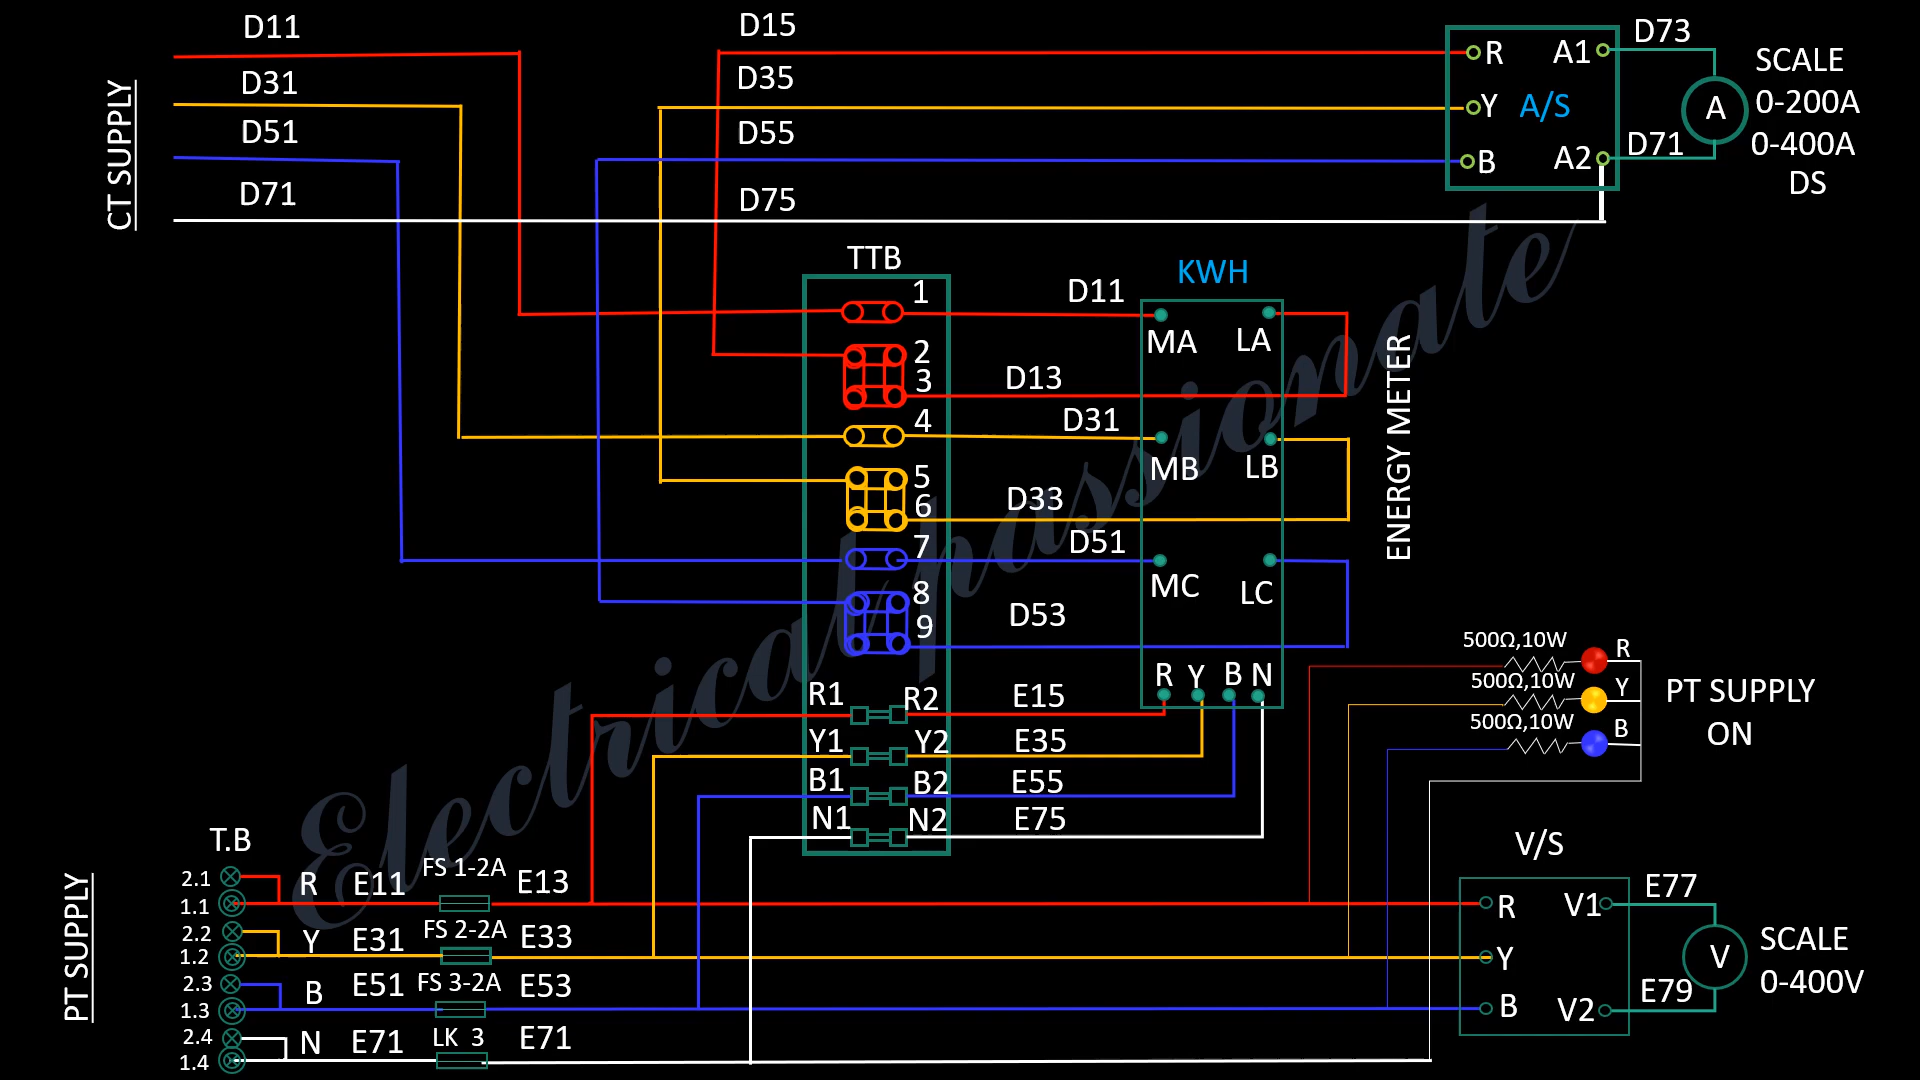 D11
D15
D73
R
A1
SCALE
D31
D35
0-200A
Y
A/S
A
0-400A
D51
D55
D71
B
A2
DS
CT SUPPLY
D71
D75
TTB
KWH
1
D11
MA
LA
2
3
D13
4
D31
MB
LB
5
6
D33
ENERGY METER
7
D51
MC
LC
8
9
D53
R Y B N
R1
R2
E15
Y1
Y2
E35
B1
B2
E55
N1
N2
E75
500Ω,10W
R
500Ω,10W
Y
500Ω,10W
B
PT SUPPLY
ON
Electrical passionate
T.B
V/S
PT SUPPLY
2.1
1.1
R
E11
FS 1-2A
E13
2.2
1.2
Y
E31
FS 2-2A
E33
2.3
1.3
B
E51
FS 3-2A
E53
2.4
1.4
N
E71
LK 3
E71
R
V1
E77
Y
V
SCALE
0-400V
B
V2
E79